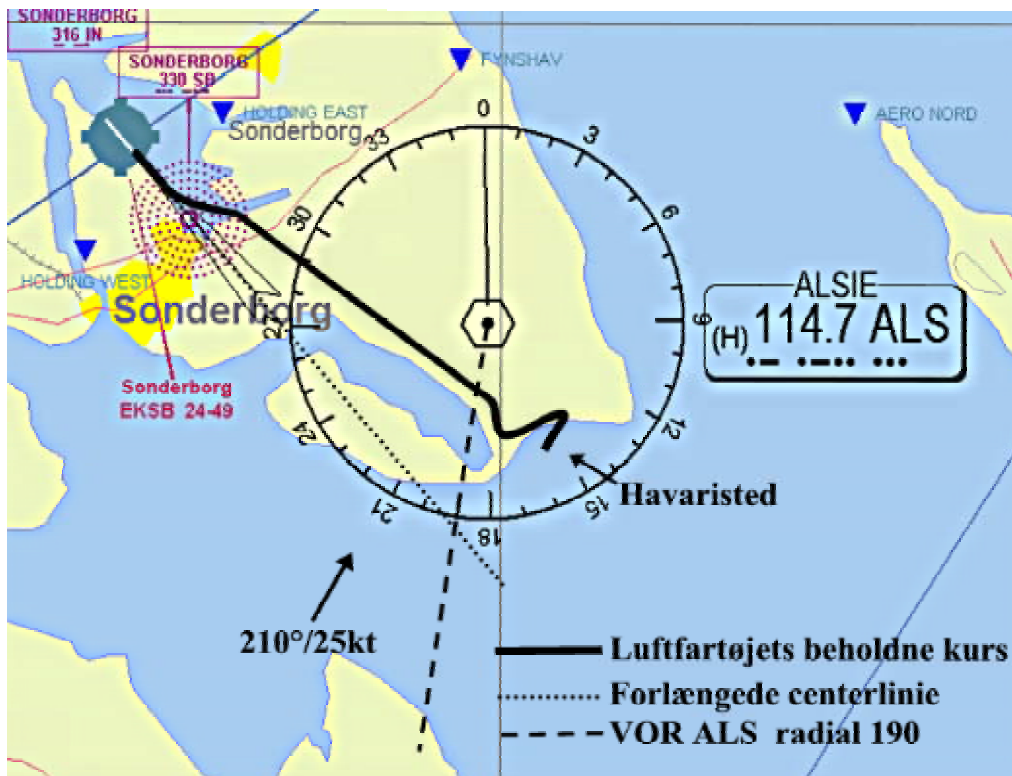 SONDERBORG
316 IN
SONDERBORG
330 SB
FYNSHAV
HOLDING EAST
Sonderborg
AERO NORD
0
3
6
9
12
15
18
21
24
27
30
33
HOLDING WEST
Sonderborg
ALSIE
(H) 114.7 ALS
Sonderborg
EKSB 24-49
Havaristed
210°/25kt
Luftfartøjets beholdne kurs
Forlængede centerlinie
VOR ALS radial 190